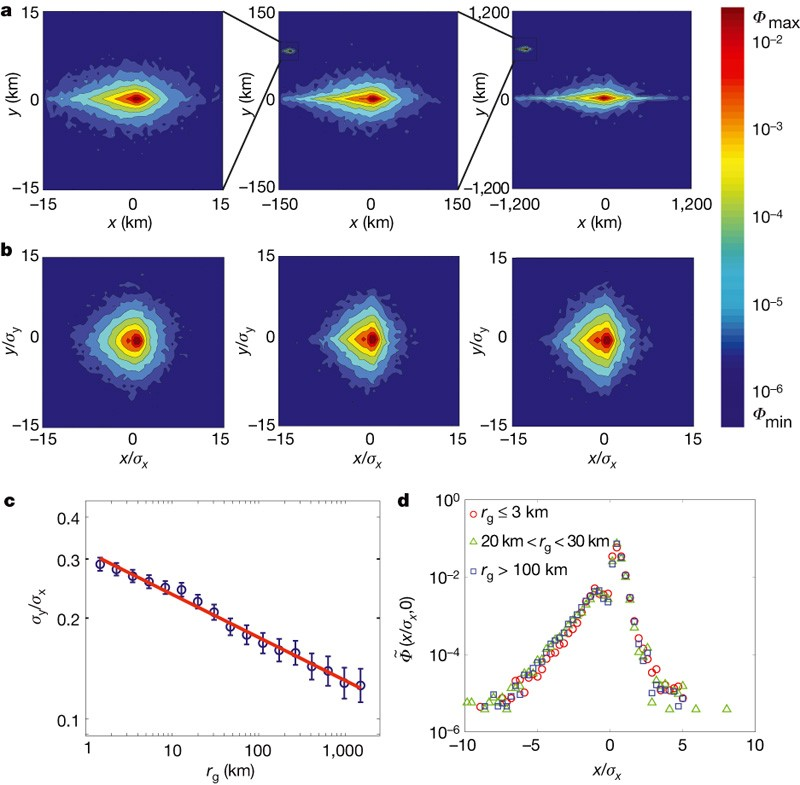 a
15
0
−15
y (km)
−15
0
15
x (km)
150
0
−150
y (km)
−150
0
150
x (km)
1,200
0
−1,200
y (km)
−1,200
0
1,200
x (km)
Φmax
10⁻²
10⁻³
10⁻⁴
10⁻⁵
10⁻⁶
Φmin
b
15
0
−15
y/σy
−15
0
15
x/σx
15
0
−15
y/σy
−15
0
15
x/σx
15
0
−15
y/σy
−15
0
15
x/σx
c
0.4
0.3
0.2
0.1
σy/σx
1
10
100
1,000
rg (km)
d
10⁰
10⁻²
10⁻⁴
10⁻⁶
Φ̃ (x/σx,0)
rg ≤ 3 km
20 km < rg < 30 km
rg > 100 km
−10
−5
0
5
10
x/σx